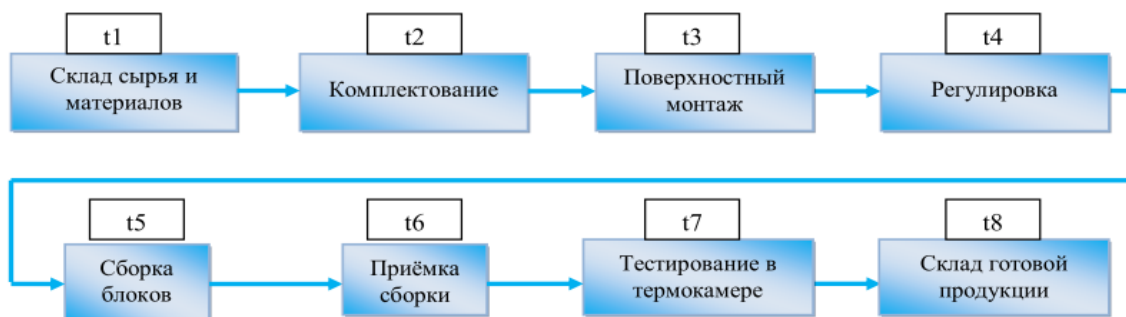 t1
t2
t3
t4
Склад сырья и
материалов
Комплектование
Поверхностный
монтаж
Регулировка
t5
t6
t7
t8
Сборка
блоков
Приёмка
сборки
Тестирование в
термокамере
Склад готовой
продукции